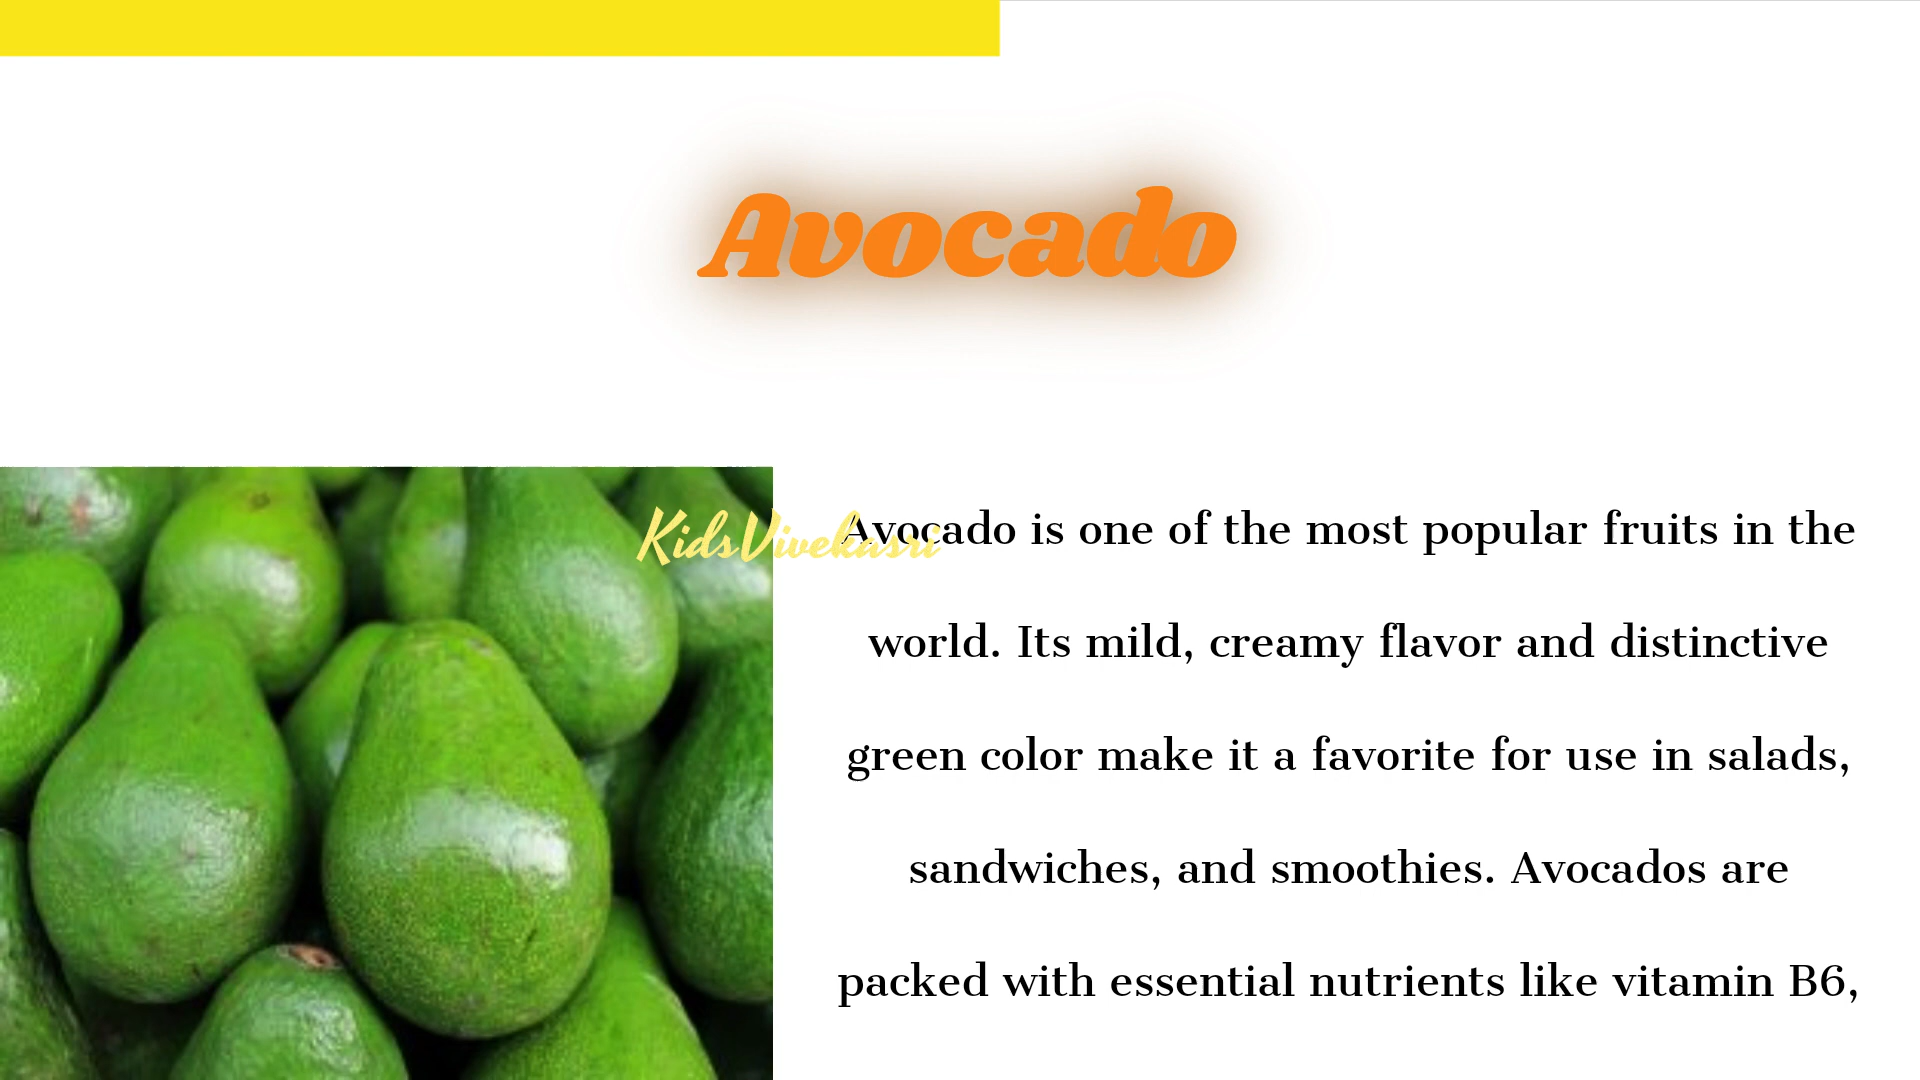 Avocado
KidsVivekasri
Avocado is one of the most popular fruits in the
world. Its mild, creamy flavor and distinctive
green color make it a favorite for use in salads,
sandwiches, and smoothies. Avocados are
packed with essential nutrients like vitamin B6,